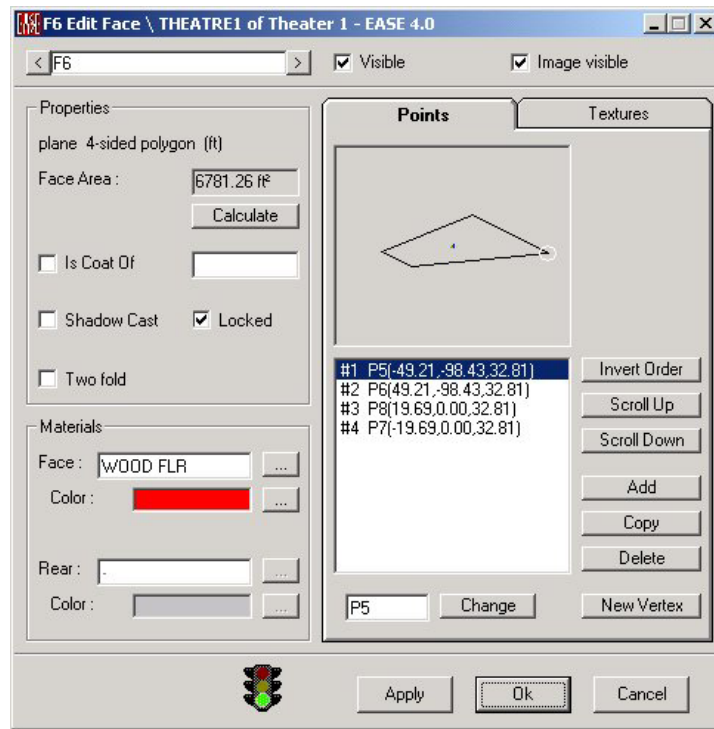 F6 Edit Face \ THEATRE1 of Theater 1 - EASE 4.0
< F6 > Visible Image visible
Properties
plane 4-sided polygon (ft)
Face Area : 6781.26 ft²
Calculate
Is Coat Of
Shadow Cast Locked
Two fold
Materials
Face : WOOD FLR ...
Color : ...
Rear : - ...
Color : ...
Points Textures
#1 P5(-49.21,-98.43,32.81)
#2 P6(49.21,-98.43,32.81)
#3 P8(19.69,0.00,32.81)
#4 P7(-19.69,0.00,32.81)
Invert Order
Scroll Up
Scroll Down
Add
Copy
Delete
P5 Change New Vertex
Apply Ok Cancel